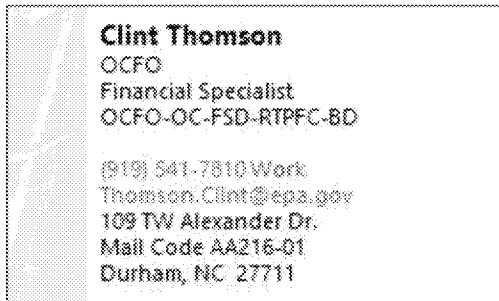 Clint Thomson
OCFO
Financial Specialist
OCFO-OC-FSD-RTPFC-BD
(919) 541-7810 Work
Thomson.Clint@epa.gov
109 TW Alexander Dr.
Mail Code AA216-01
Durham, NC 27711